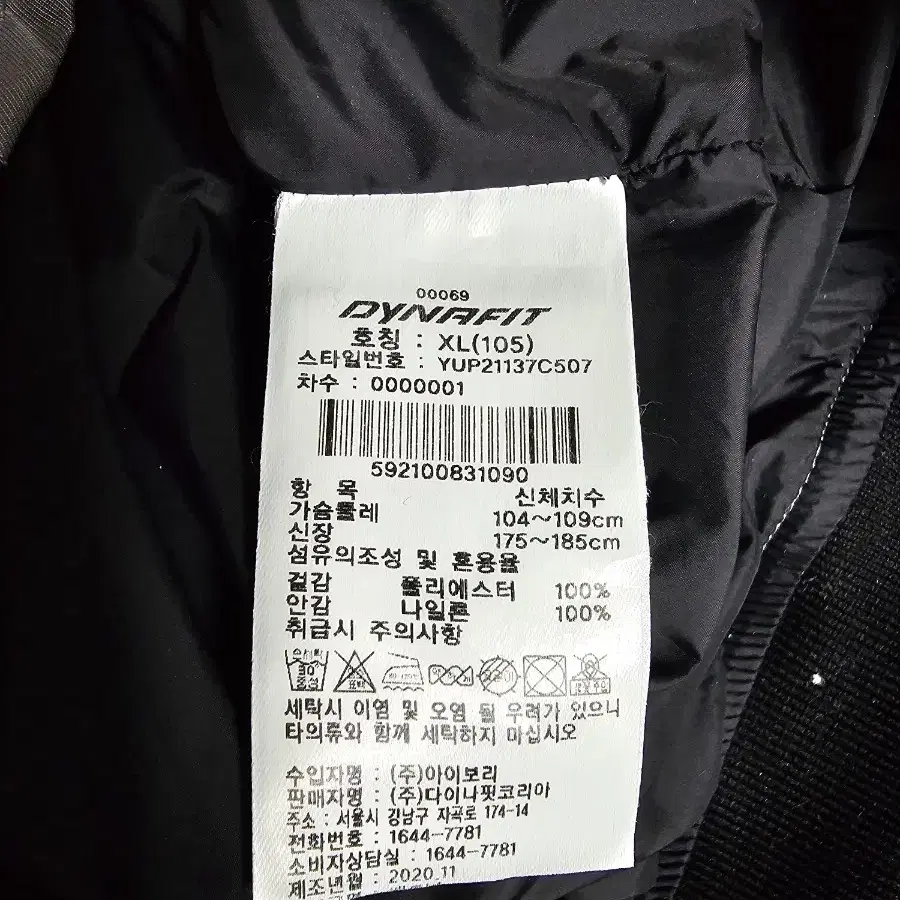 00069
DYNAFIT
호칭 : XL(105)
스타일번호 : YUP21137C507
차수 : 0000001
592100831090
항 목 신체치수
가슴둘레 104~109cm
신장 175~185cm
섬유의조성 및 혼용율
겉감 폴리에스터 100%
안감 나일론 100%
취급시 주의사항
30 중성 표백
세탁시 이염 및 오염 될 우려가 있으니
타의류와 함께 세탁하지 마십시오
수입자명 : (주)아이보리
판매자명 : (주)다이나핏코리아
주소 : 서울시 강남구 자곡로 174-14
전화번호 : 1644-7781
소비자상담실 : 1644-7781
제조년월 : 2020.11